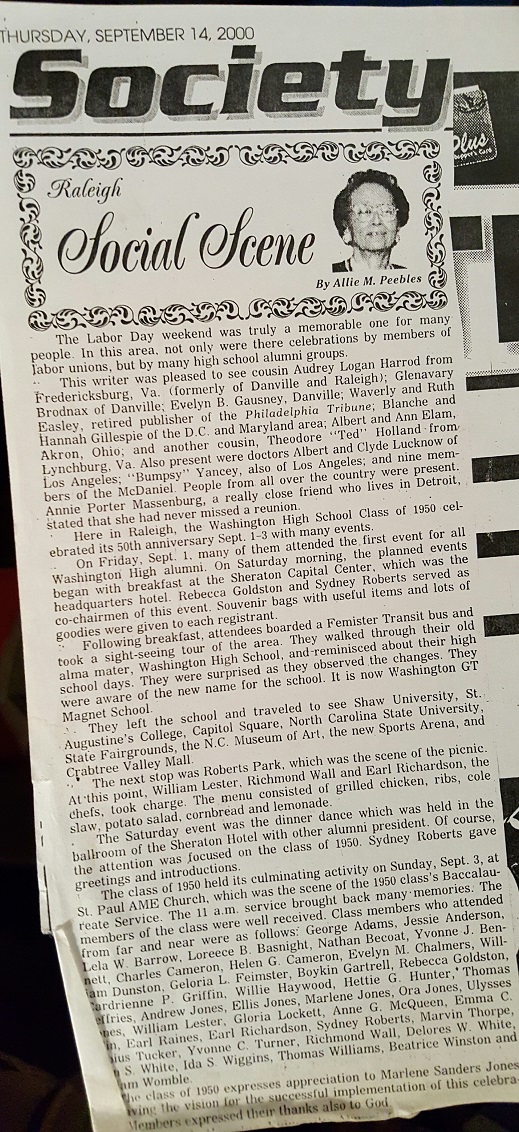 THURSDAY, SEPTEMBER 14, 2000
Society
Plus
Raleigh
Social Scene
By Allie M. Peebles
The Labor Day weekend was truly a memorable one for many
people. In this area, not only were there celebrations by members of
labor unions, but by many high school alumni groups.
This writer was pleased to see cousin Audrey Logan Harrod from
Fredericksburg, Va. (formerly of Danville and Raleigh); Glenavary
Brodnax of Danville; Evelyn B. Gausney, Danville; Waverly and Ruth
Easley, retired publisher of the Philadelphia Tribune; Blanche and
Hannah Gillespie of the D.C. and Maryland area; Albert and Ann Elam,
Akron, Ohio; and another cousin, Theodore "Ted" Holland from
Lynchburg, Va. Also present were doctors Albert and Clyde Lucknow of
Los Angeles; "Bumpsy" Yancey, also of Los Angeles; and nine mem-
bers of the McDaniel. People from all over the country were present.
Annie Porter Massenburg, a really close friend who lives in Detroit,
stated that she had never missed a reunion.
Here in Raleigh, the Washington High School Class of 1950 cel-
ebrated its 50th anniversary Sept. 1-3 with many events.
On Friday, Sept. 1, many of them attended the first event for all
Washington High alumni. On Saturday morning, the planned events
began with breakfast at the Sheraton Capital Center, which was the
headquarters hotel. Rebecca Goldston and Sydney Roberts served as
co-chairmen of this event. Souvenir bags with useful items and lots of
goodies were given to each registrant.
Following breakfast, attendees boarded a Femister Transit bus and
took a sight-seeing tour of the area. They walked through their old
alma mater, Washington High School, and reminisced about their high
school days. They were surprised as they observed the changes. They
were aware of the new name for the school. It is now Washington GT
Magnet School.
They left the school and traveled to see Shaw University, St.
Augustine's College, Capitol Square, North Carolina State University,
State Fairgrounds, the N.C. Museum of Art, the new Sports Arena, and
Crabtree Valley Mall.
The next stop was Roberts Park, which was the scene of the picnic.
At this point, William Lester, Richmond Wall and Earl Richardson, the
chefs, took charge. The menu consisted of grilled chicken, ribs, cole
slaw, potato salad, cornbread and lemonade.
The Saturday event was the dinner dance which was held in the
ballroom of the Sheraton Hotel with other alumni president. Of course,
the attention was focused on the class of 1950. Sydney Roberts gave
greetings and introductions.
The class of 1950 held its culminating activity on Sunday, Sept. 3, at
St. Paul AME Church, which was the scene of the 1950 class's Baccalau-
reate Service. The 11 a.m. service brought back many memories. The
members of the class were well received. Class members who attended
from far and near were as follows: George Adams, Jessie Anderson,
Lela W. Barrow, Loreece B. Basnight, Nathan Becoat, Yvonne J. Ben-
nett, Charles Cameron, Helen G. Cameron, Evelyn M. Chalmers, Will-
iam Dunston, Geloria L. Feimster, Boykin Gartrell, Rebecca Goldston,
ardrienne P. Griffin, Willie Haywood, Hettie G. Hunter, Thomas
effries, Andrew Jones, Ellis Jones, Marlene Jones, Ora Jones, Ulysses
nes, William Lester, Gloria Lockett, Anne G. McQueen, Emma C.
in, Earl Raines, Earl Richardson, Sydney Roberts, Marvin Thorpe,
ius Tucker, Yvonne C. Turner, Richmond Wall, Delores W. White,
S. White, Ida S. Wiggins, Thomas Williams, Beatrice Winston and
am Womble.
he class of 1950 expresses appreciation to Marlene Sanders Jones
iving the vision for the successful implementation of this celebra-
Members expressed their thanks also to God